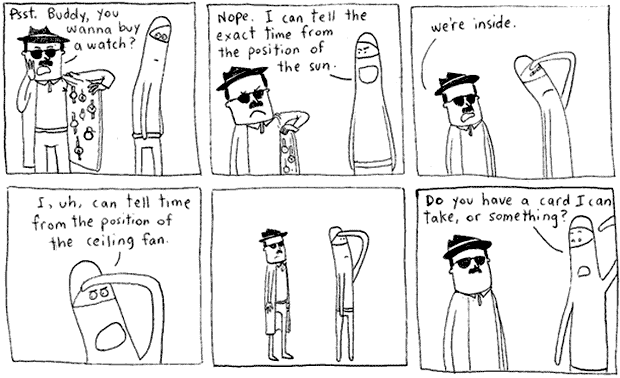 Psst. Buddy, you
wanna buy
a watch?
Nope. I can tell the
exact time from
the position of
the sun.
we're inside.
I, uh, can tell time
from the position of
the ceiling fan.
Do you have a card I can
take, or something?